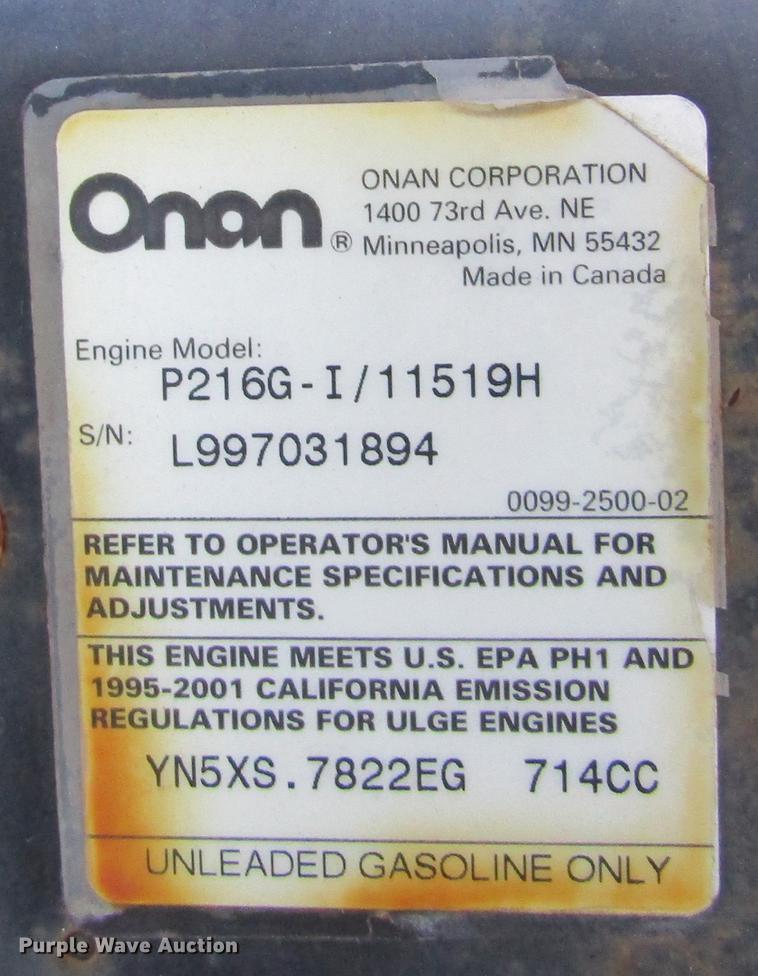 Onan®
ONAN CORPORATION
1400 73rd Ave. NE
Minneapolis, MN 55432
Made in Canada
Engine Model:
P216G-I/11519H
S/N: L997031894
0099-2500-02
REFER TO OPERATOR'S MANUAL FOR
MAINTENANCE SPECIFICATIONS AND
ADJUSTMENTS.
THIS ENGINE MEETS U.S. EPA PH1 AND
1995-2001 CALIFORNIA EMISSION
REGULATIONS FOR ULGE ENGINES
YN5XS.7822EG 714CC
UNLEADED GASOLINE ONLY
Purple Wave Auction